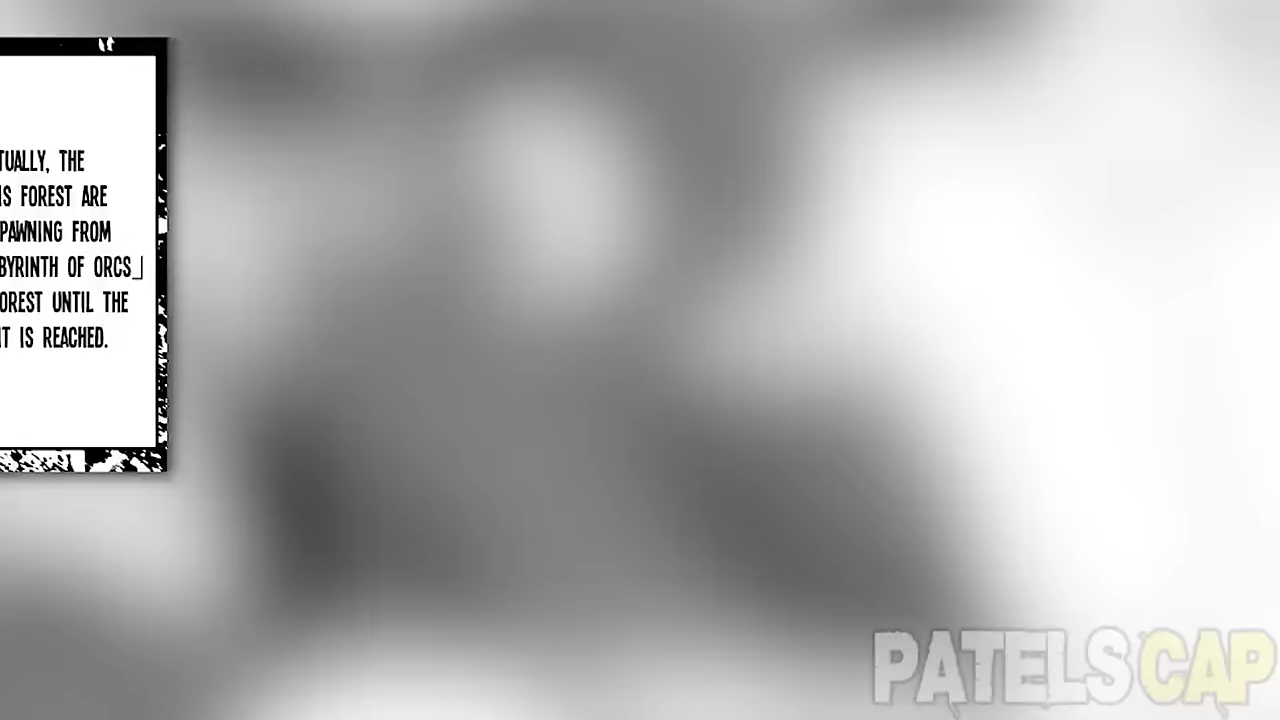 TUALLY, THE
IS FOREST ARE
PAWNING FROM
BYRINTH OF ORCS」
OREST UNTIL THE
IT IS REACHED.
PATELSCAP